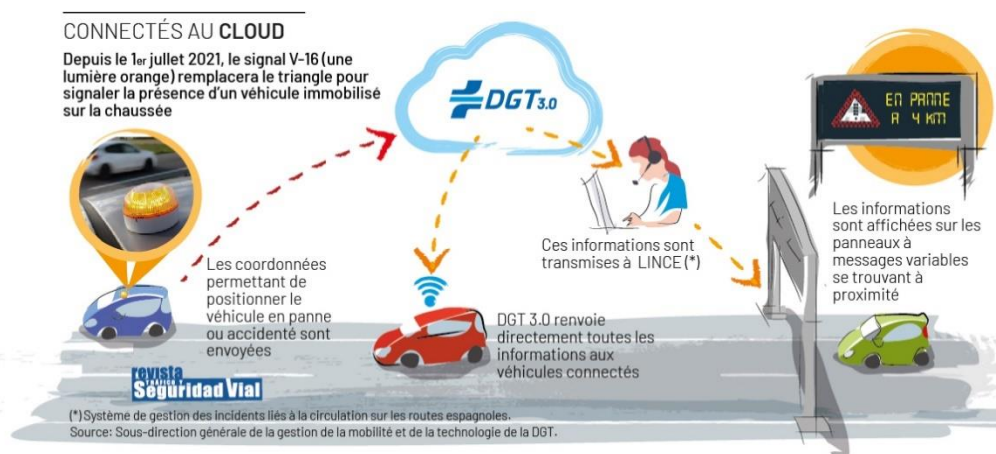 CONNECTÉS AU CLOUD
Depuis le 1er jullet 2021, le signal V-16 (une
lumière orange) remplacera le triangle pour
signaler la présence d'un véhicule immobilisé
sur la chaussée
DGT 3.0
EN PANNE
A 4 KM
Les coordonnées
permettant de
positionner le
véhicule en panne
ou accidenté sont
envoyées
Ces informations sont
transmises à LINCE (*)
DGT 3.0 renvoie
directement toutes les
informations aux
véhicules connectés
Les informations
sont affichées sur les
panneaux à
messages variables
se trouvant à
proximité
revista
TRÁFICO Y
Seguridad Vial
(*) Système de gestion des incidents liés à la circulation sur les routes espagnoles.
Source: Sous-direction générale de la gestion de la mobilité et de la technologie de la DGT.